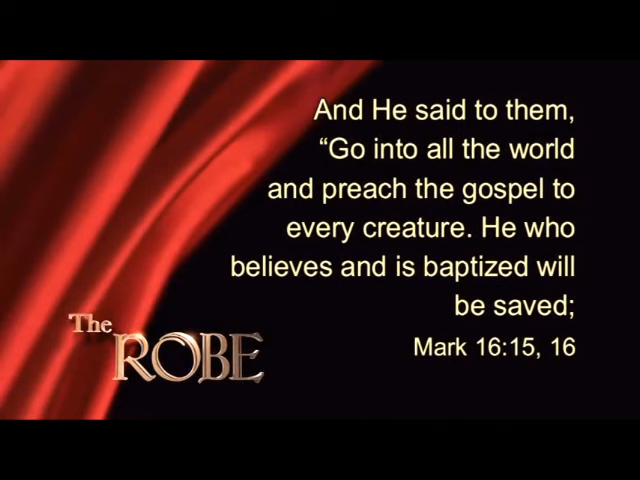 And He said to them,
“Go into all the world
and preach the gospel to
every creature. He who
believes and is baptized will
be saved;
Mark 16:15, 16
The
ROBE